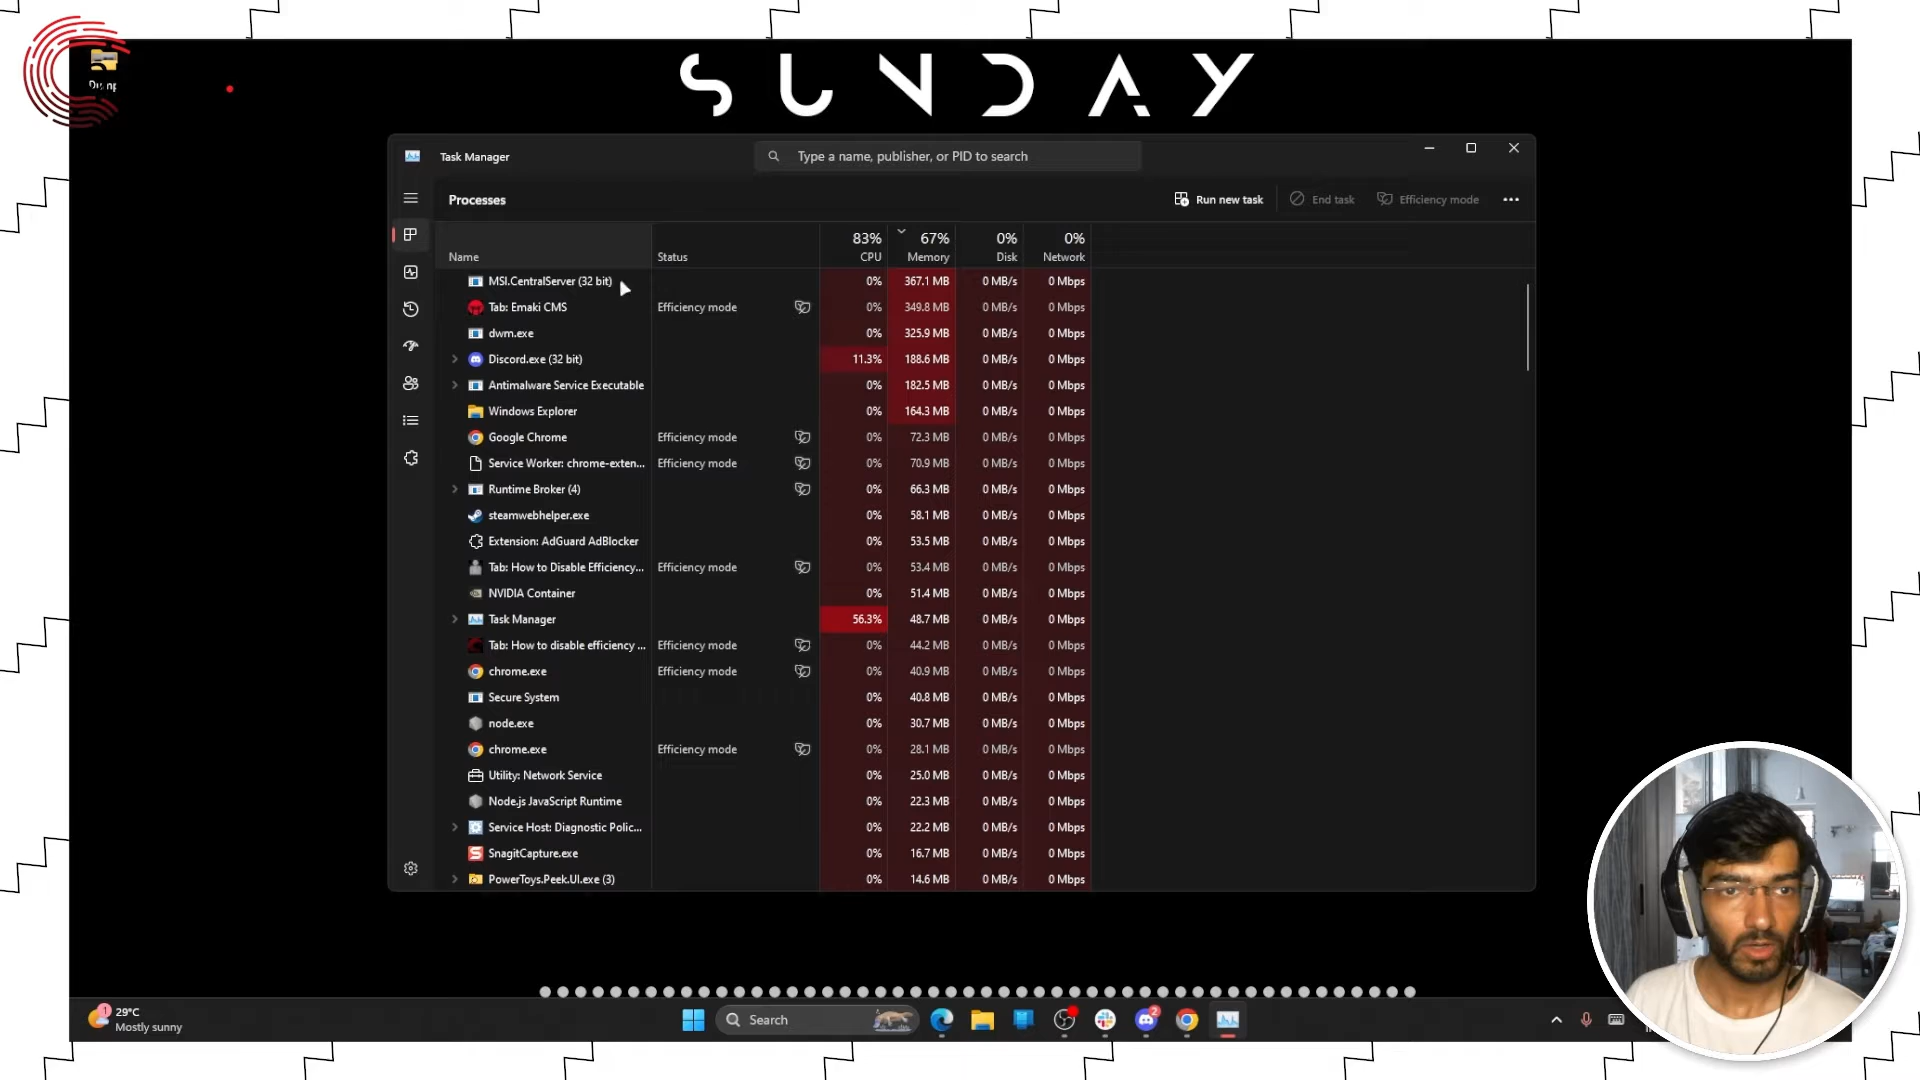 SUNDAY
Task Manager
Type a name, publisher, or PID to search
Processes
Run new task
End task
Efficiency mode
83% 67% 0% 0%
Name Status CPU Memory Disk Network
MSI.CentralServer (32 bit) 0% 367.1 MB 0 MB/s 0 Mbps
Tab: Emaki CMS Efficiency mode 0% 349.8 MB 0 MB/s 0 Mbps
dwm.exe 0% 325.9 MB 0 MB/s 0 Mbps
Discord.exe (32 bit) 11.3% 188.6 MB 0 MB/s 0 Mbps
Antimalware Service Executable 0% 182.5 MB 0 MB/s 0 Mbps
Windows Explorer 0% 164.3 MB 0 MB/s 0 Mbps
Google Chrome Efficiency mode 0% 72.3 MB 0 MB/s 0 Mbps
Service Worker: chrome-exten... Efficiency mode 0% 70.9 MB 0 MB/s 0 Mbps
Runtime Broker (4) 0% 66.3 MB 0 MB/s 0 Mbps
steamwebhelper.exe 0% 58.1 MB 0 MB/s 0 Mbps
Extension: AdGuard AdBlocker 0% 53.5 MB 0 MB/s 0 Mbps
Tab: How to Disable Efficiency... Efficiency mode 0% 53.4 MB 0 MB/s 0 Mbps
NVIDIA Container 0% 51.4 MB 0 MB/s 0 Mbps
Task Manager 56.3% 48.7 MB 0 MB/s 0 Mbps
Tab: How to disable efficiency ... Efficiency mode 0% 44.2 MB 0 MB/s 0 Mbps
chrome.exe Efficiency mode 0% 40.9 MB 0 MB/s 0 Mbps
Secure System 0% 40.8 MB 0 MB/s 0 Mbps
node.exe 0% 30.7 MB 0 MB/s 0 Mbps
chrome.exe Efficiency mode 0% 28.1 MB 0 MB/s 0 Mbps
Utility: Network Service 0% 25.0 MB 0 MB/s 0 Mbps
Node.js JavaScript Runtime 0% 22.3 MB 0 MB/s 0 Mbps
Service Host: Diagnostic Polic... 0% 22.2 MB 0 MB/s 0 Mbps
SnagitCapture.exe 0% 16.7 MB 0 MB/s 0 Mbps
PowerToys.Peek.UI.exe (3) 0% 14.6 MB 0 MB/s 0 Mbps
1
29°C
Mostly sunny
Search
2